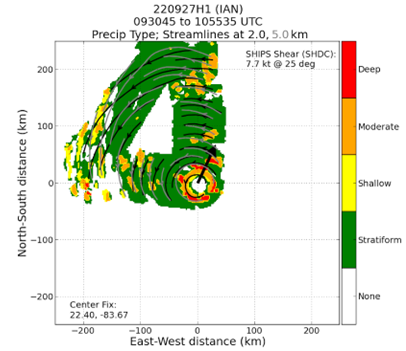 220927H1 (IAN)
093045 to 105535 UTC
Precip Type; Streamlines at 2.0, 5.0 km
SHIPS Shear (SHDC):
7.7 kt @ 25 deg
200
100
0
−100
−200
North-South distance (km)
Center Fix:
22.40, -83.67
−200 −100 0 100 200
East-West distance (km)
Deep
Moderate
Shallow
Stratiform
None